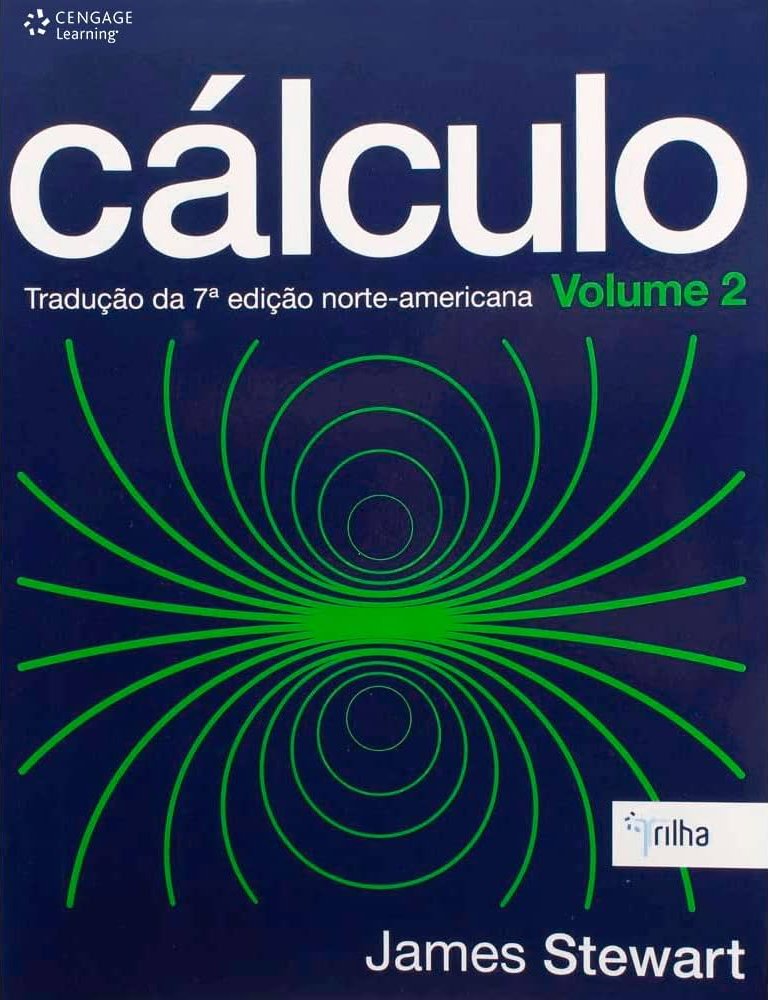 CENGAGE
Learning
cálculo
Tradução da 7ª edição norte-americana Volume 2
Trilha
James Stewart